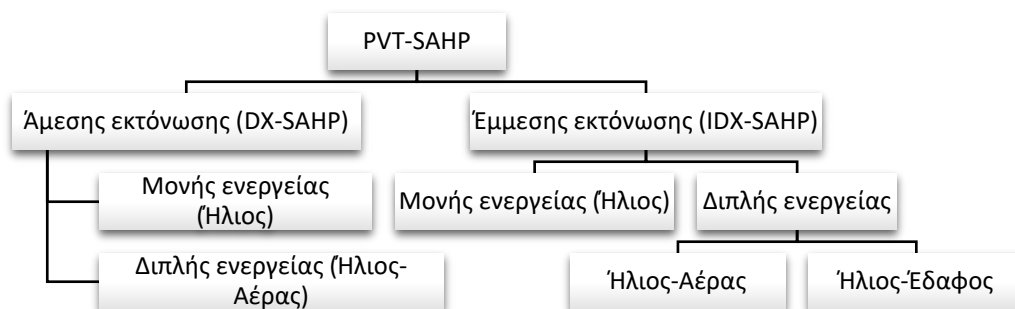 PVT-SAHP
Άμεσης εκτόνωσης (DX-SAHP)
Έμμεσης εκτόνωσης (IDX-SAHP)
Μονής ενεργείας
(Ήλιος)
Μονής ενεργείας (Ήλιος)
Διπλής ενεργείας
Διπλής ενεργείας (Ήλιος-
Αέρας)
Ήλιος-Αέρας
Ήλιος-Έδαφος